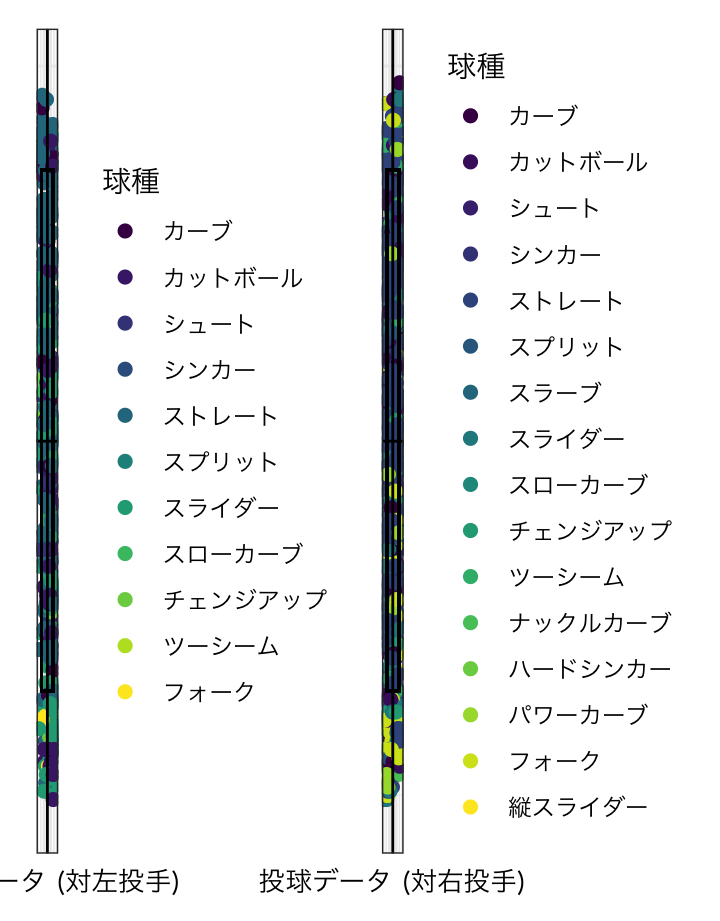 球種
カーブ
カットボール
シュート
シンカー
ストレート
スプリット
スライダー
スローカーブ
チェンジアップ
ツーシーム
フォーク
球種
カーブ
カットボール
シュート
シンカー
ストレート
スプリット
スラーブ
スライダー
スローカーブ
チェンジアップ
ツーシーム
ナックルカーブ
ハードシンカー
パワーカーブ
フォーク
縦スライダー
ータ (対左投手)
投球データ (対右投手)